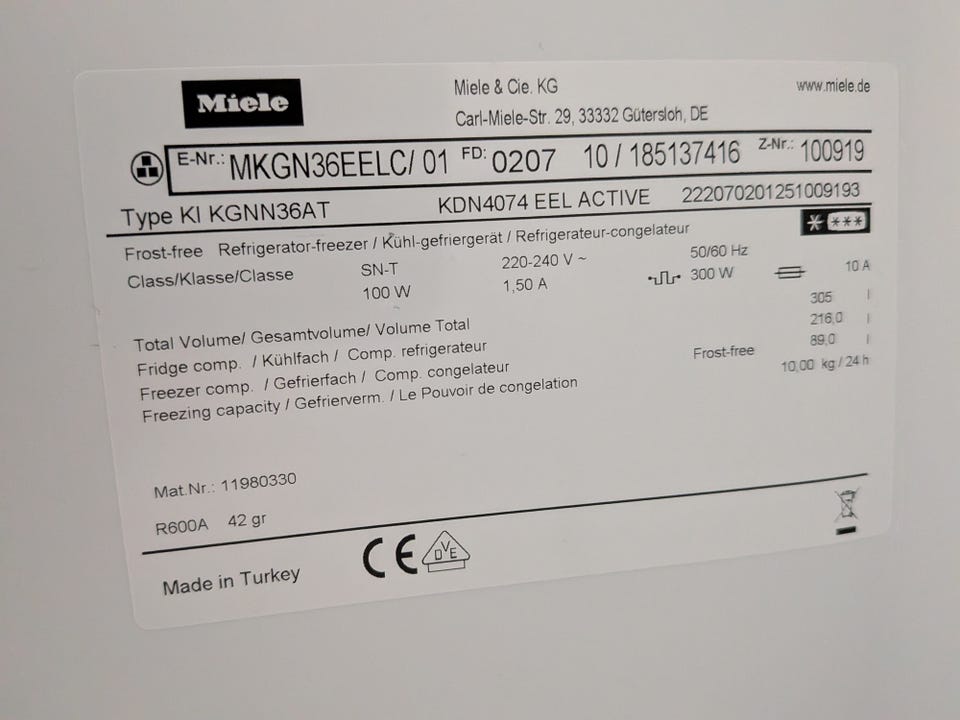 Miele
Miele & Cie. KG
www.miele.de
Carl-Miele-Str. 29, 33332 Gütersloh, DE
E-Nr.: MKGN36EELC/ 01 FD: 0207 10 / 185137416 Z-Nr.: 100919
Type KI KGNN36AT KDN4074 EEL ACTIVE 222070201251009193
Frost-free Refrigerator-freezer / Kühl-gefriergerät / Refrigerateur-congelateur
Class/Klasse/Classe SN-T 220-240 V ~ 50/60 Hz 10 A
100 W 1,50 A 300 W
Total Volume/ Gesamtvolume/ Volume Total 305 l
Fridge comp. / Kühlfach / Comp. refrigerateur 216,0 l
Freezer comp. / Gefrierfach / Comp. congelateur Frost-free 89,0 l
Freezing capacity / Gefrierverm. / Le Pouvoir de congelation 10,00 kg / 24 h
Mat.Nr.: 11980330
R600A 42 gr
Made in Turkey CE DVE